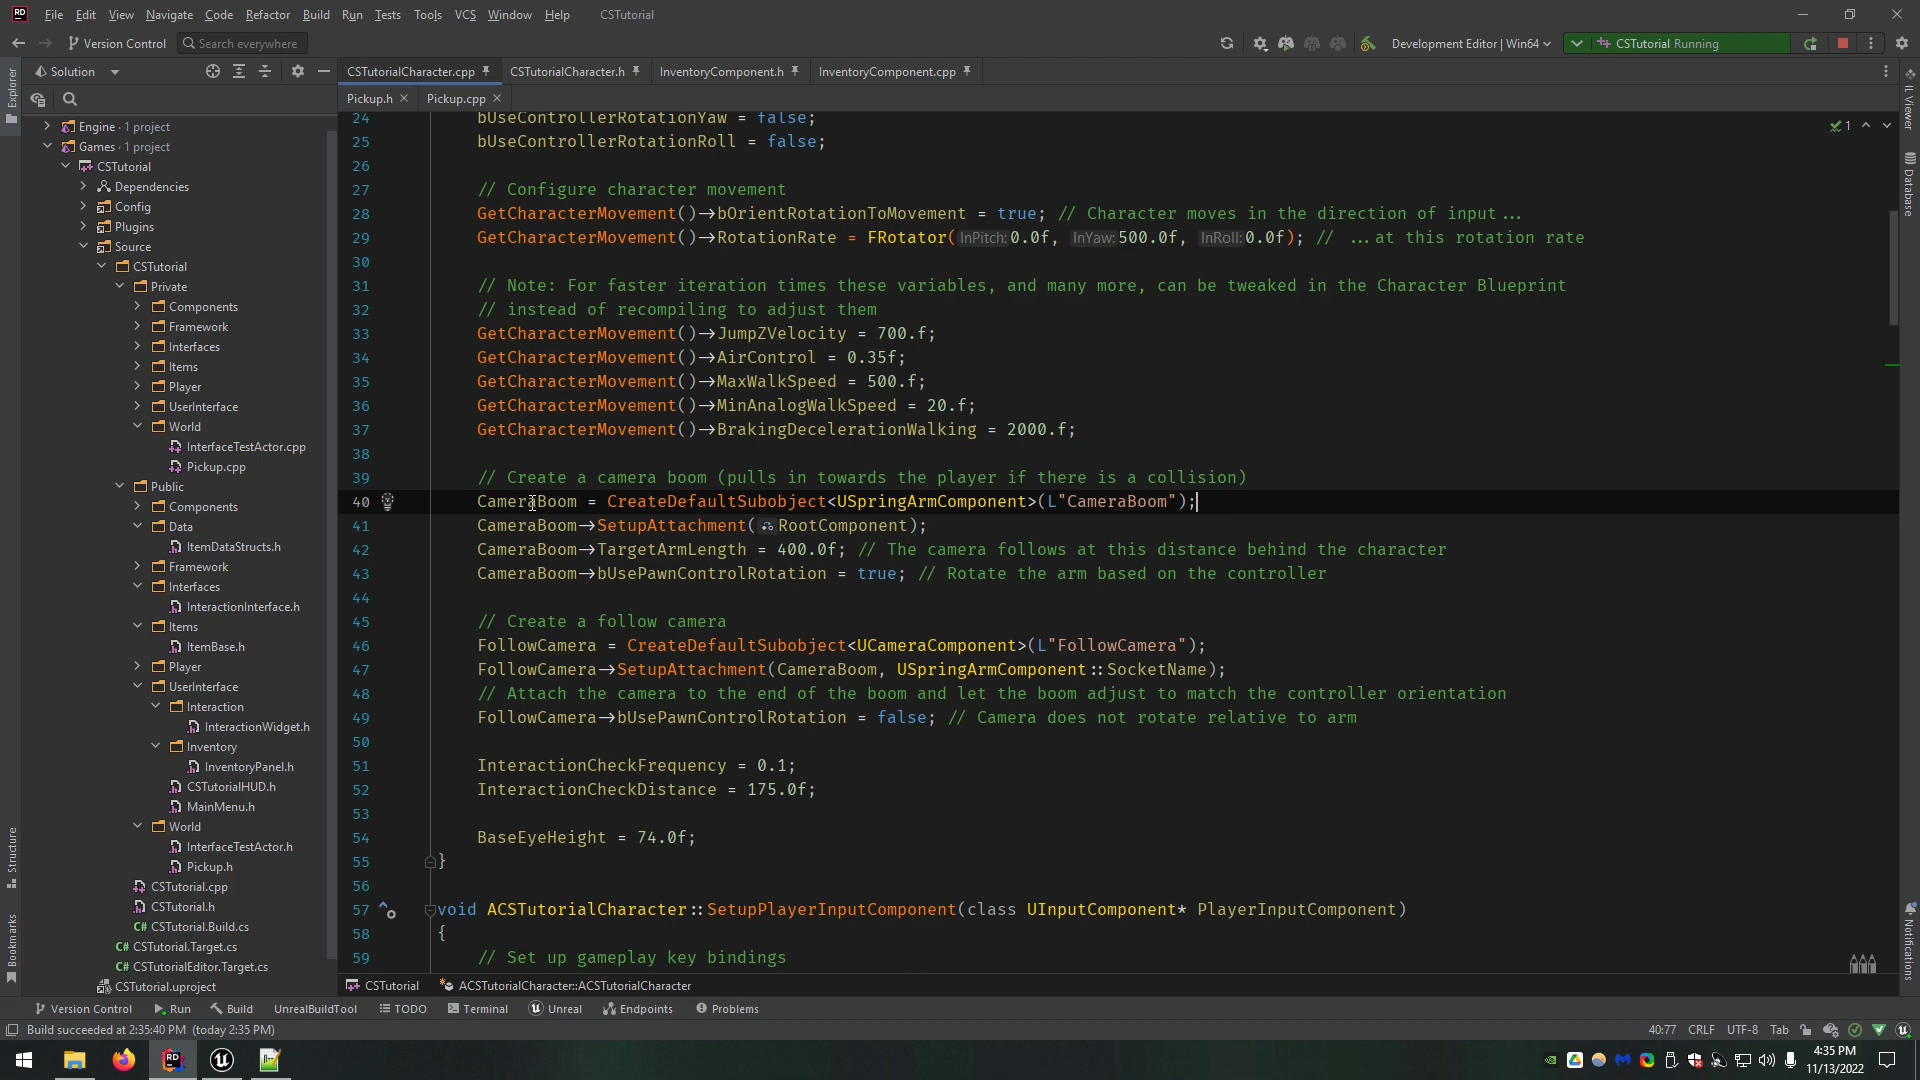 RD File Edit View Navigate Code Refactor Build Run Tests Tools VCS Window Help CSTutorial
Version Control Search everywhere Development Editor | Win64 CSTutorial Running
Explorer
Solution
CSTutorialCharacter.cpp CSTutorialCharacter.h InventoryComponent.h InventoryComponent.cpp
Pickup.h Pickup.cpp
Engine · 1 project
Games · 1 project
CSTutorial
Dependencies
Config
Plugins
Source
CSTutorial
Private
Components
Framework
Interfaces
Items
Player
UserInterface
World
InterfaceTestActor.cpp
Pickup.cpp
Public
Components
Data
ItemDataStructs.h
Framework
Interfaces
InteractionInterface.h
Items
ItemBase.h
Player
UserInterface
Interaction
InteractionWidget.h
Inventory
InventoryPanel.h
CSTutorialHUD.h
MainMenu.h
World
InterfaceTestActor.h
Pickup.h
CSTutorial.cpp
CSTutorial.h
C# CSTutorial.Build.cs
C# CSTutorial.Target.cs
C# CSTutorialEditor.Target.cs
CSTutorial.uproject
Structure
Bookmarks
24 bUseControllerRotationYaw = false;
25 bUseControllerRotationRoll = false;
26
27 // Configure character movement
28 GetCharacterMovement()->bOrientRotationToMovement = true; // Character moves in the direction of input...
29 GetCharacterMovement()->RotationRate = FRotator(InPitch:0.0f, InYaw:500.0f, InRoll:0.0f); // ...at this rotation rate
30
31 // Note: For faster iteration times these variables, and many more, can be tweaked in the Character Blueprint
32 // instead of recompiling to adjust them
33 GetCharacterMovement()->JumpZVelocity = 700.f;
34 GetCharacterMovement()->AirControl = 0.35f;
35 GetCharacterMovement()->MaxWalkSpeed = 500.f;
36 GetCharacterMovement()->MinAnalogWalkSpeed = 20.f;
37 GetCharacterMovement()->BrakingDecelerationWalking = 2000.f;
38
39 // Create a camera boom (pulls in towards the player if there is a collision)
40 CameraBoom = CreateDefaultSubobject<USpringArmComponent>(L"CameraBoom");
41 CameraBoom->SetupAttachment(RootComponent);
42 CameraBoom->TargetArmLength = 400.0f; // The camera follows at this distance behind the character
43 CameraBoom->bUsePawnControlRotation = true; // Rotate the arm based on the controller
44
45 // Create a follow camera
46 FollowCamera = CreateDefaultSubobject<UCameraComponent>(L"FollowCamera");
47 FollowCamera->SetupAttachment(CameraBoom, USpringArmComponent::SocketName);
48 // Attach the camera to the end of the boom and let the boom adjust to match the controller orientation
49 FollowCamera->bUsePawnControlRotation = false; // Camera does not rotate relative to arm
50
51 InteractionCheckFrequency = 0.1;
52 InteractionCheckDistance = 175.0f;
53
54 BaseEyeHeight = 74.0f;
55 }
56
57 void ACSTutorialCharacter::SetupPlayerInputComponent(class UInputComponent* PlayerInputComponent)
58 {
59 // Set up gameplay key bindings
1
IL Viewer
Database
Notifications
CSTutorial ACSTutorialCharacter::ACSTutorialCharacter
Version Control Run Build UnrealBuildTool TODO Terminal Unreal Endpoints Problems
Build succeeded at 2:35:40 PM (today 2:35 PM) 40:77 CRLF UTF-8 Tab
RD
4:35 PM
11/13/2022